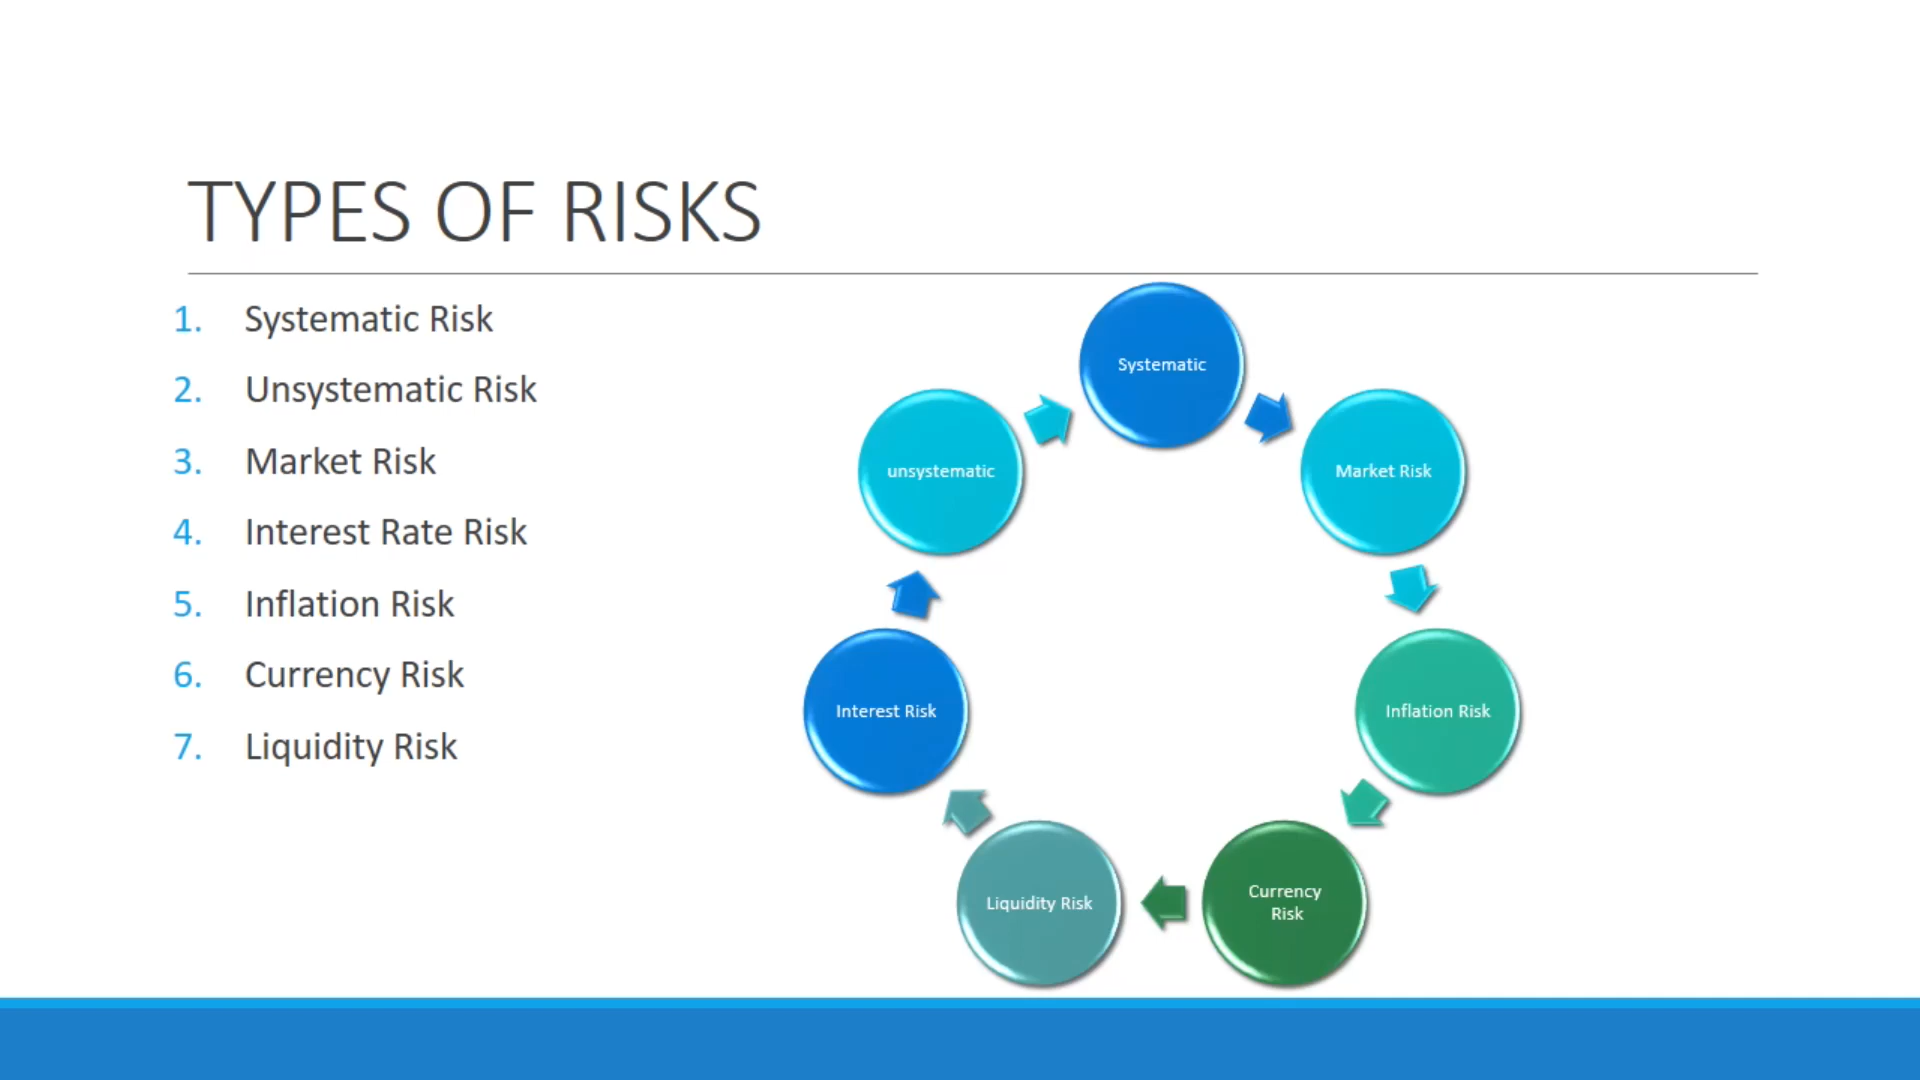 TYPES OF RISKS
1. Systematic Risk
2. Unsystematic Risk
3. Market Risk
4. Interest Rate Risk
5. Inflation Risk
6. Currency Risk
7. Liquidity Risk
Systematic
Market Risk
Inflation Risk
Currency
Risk
Liquidity Risk
Interest Risk
unsystematic